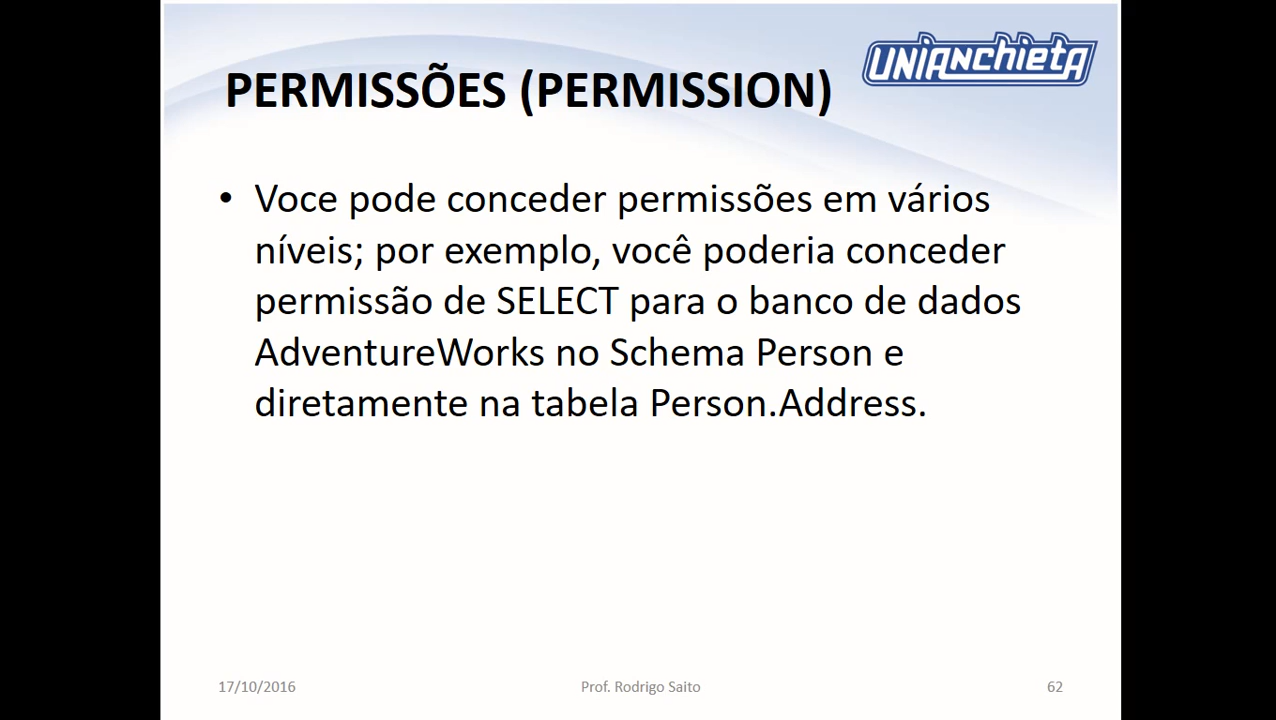 UNIANCHIETA
PERMISSÕES (PERMISSION)
• Voce pode conceder permissões em vários
níveis; por exemplo, você poderia conceder
permissão de SELECT para o banco de dados
AdventureWorks no Schema Person e
diretamente na tabela Person.Address.
17/10/2016
Prof. Rodrigo Saito
62